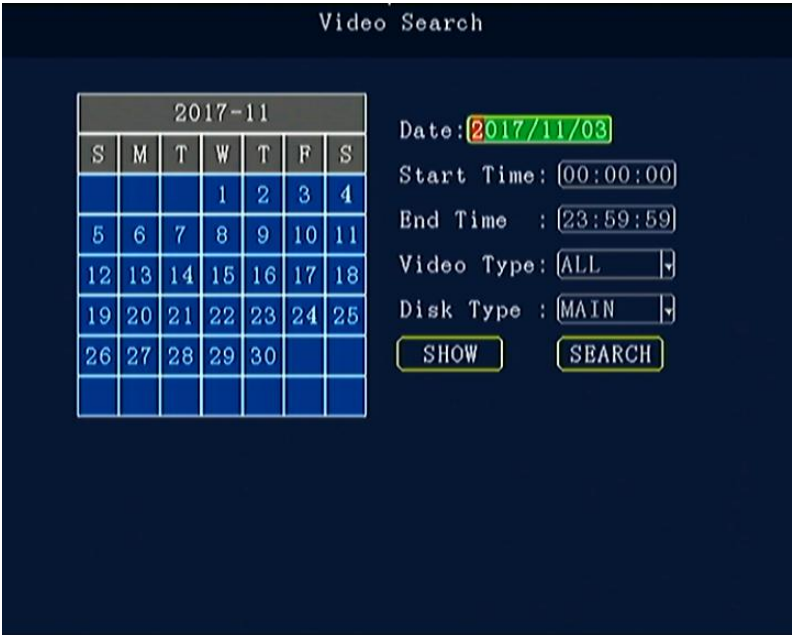 Video Search
2017-11
S M T W T F S
1 2 3 4
5 6 7 8 9 10 11
12 13 14 15 16 17 18
19 20 21 22 23 24 25
26 27 28 29 30
Date:2017/11/03
Start Time:00:00:00
End Time :23:59:59
Video Type:ALL
Disk Type :MAIN
SHOW SEARCH